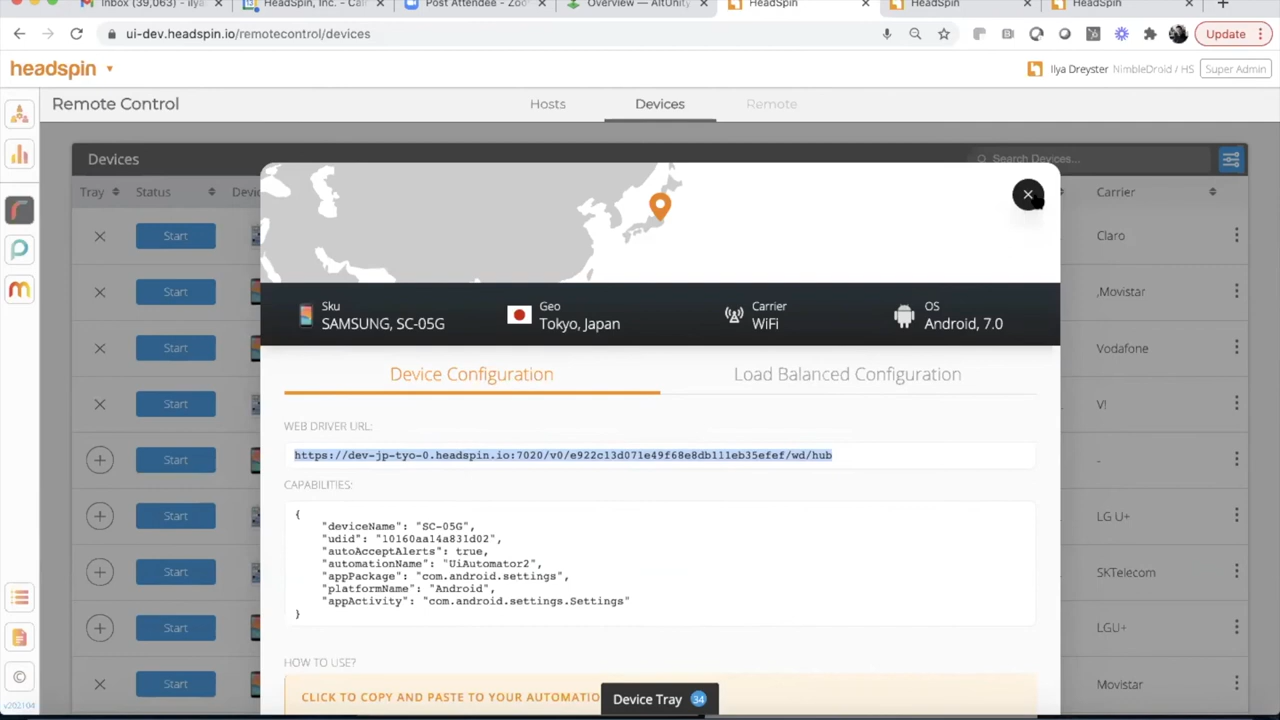 Inbox (39,063) – ilya
HeadSpin, Inc. – Cale
Post Attendee – Zoom
Overview — AltUnity
HeadSpin
HeadSpin
HeadSpin
ui-dev.headspin.io/remotecontrol/devices
Update
headspin
Ilya Dreyster NimbleDroid / HS Super Admin
Remote Control
Hosts
Devices
Remote
Devices
Search Devices...
Tray
Status
Carrier
Start
Claro
Start
,Movistar
Start
Vodafone
Start
V!
Start
-
Start
LG U+
Start
SKTelecom
Start
LGU+
Start
Movistar
v202104
Sku
SAMSUNG, SC-05G
Geo
Tokyo, Japan
Carrier
WiFi
OS
Android, 7.0
Device Configuration
Load Balanced Configuration
WEB DRIVER URL:
https://dev-jp-tyo-0.headspin.io:7020/v0/e922c13d071e49f68e8db111eb35efef/wd/hub
CAPABILITIES:
{
"deviceName": "SC-05G",
"udid": "10160aa14a831d02",
"autoAcceptAlerts": true,
"automationName": "UiAutomator2",
"appPackage": "com.android.settings",
"platformName": "Android",
"appActivity": "com.android.settings.Settings"
}
HOW TO USE?
CLICK TO COPY AND PASTE TO YOUR AUTOMATIO
Device Tray 34